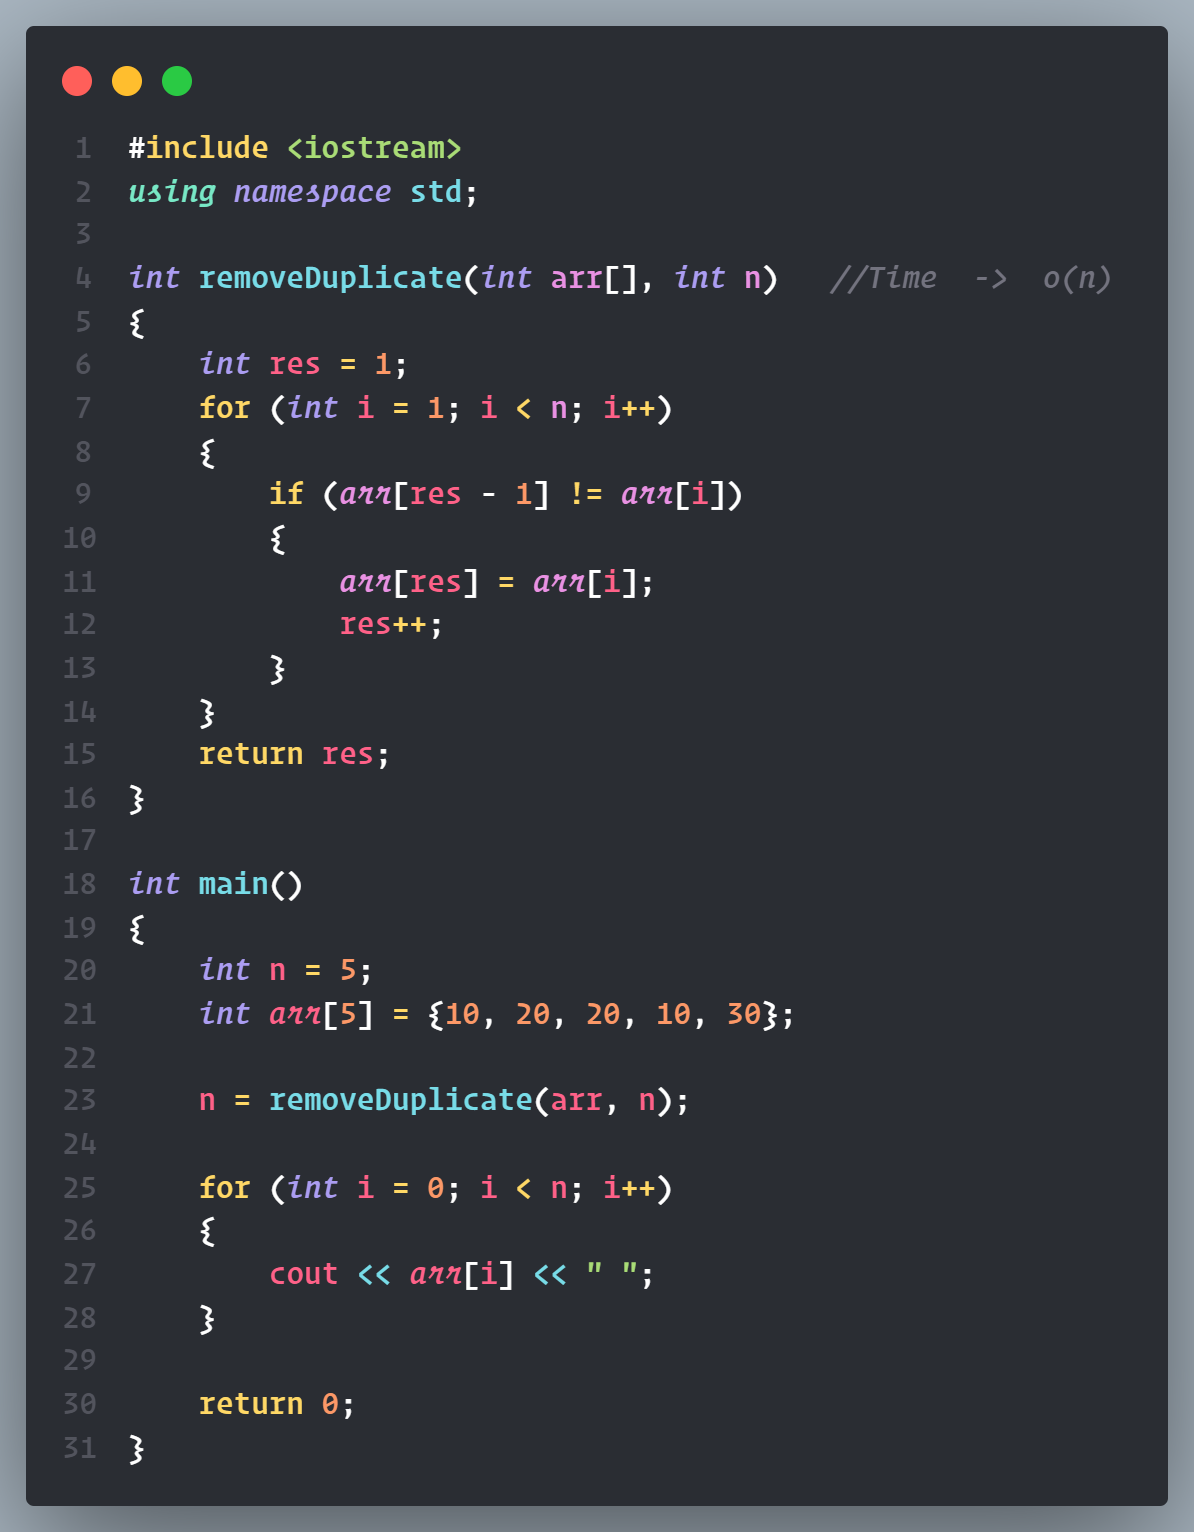 1 #include <iostream>
2 using namespace std;
3
4 int removeDuplicate(int arr[], int n)   //Time  ->  o(n)
5 {
6     int res = 1;
7     for (int i = 1; i < n; i++)
8     {
9         if (arr[res - 1] != arr[i])
10         {
11             arr[res] = arr[i];
12             res++;
13         }
14     }
15     return res;
16 }
17
18 int main()
19 {
20     int n = 5;
21     int arr[5] = {10, 20, 20, 10, 30};
22
23     n = removeDuplicate(arr, n);
24
25     for (int i = 0; i < n; i++)
26     {
27         cout << arr[i] << " ";
28     }
29
30     return 0;
31 }